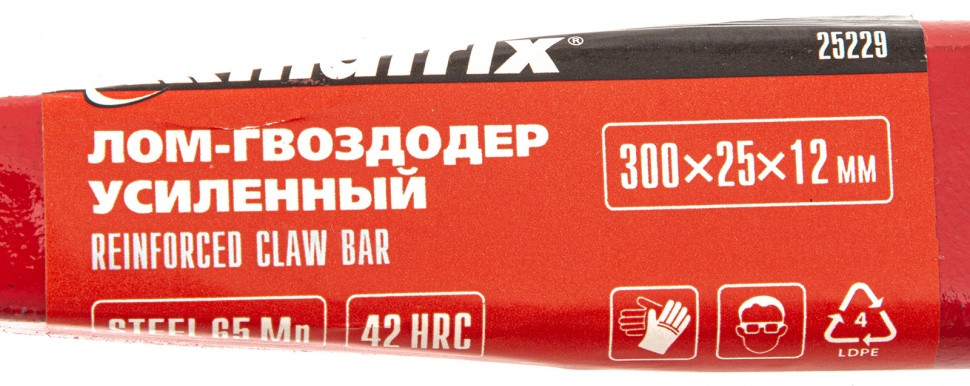 matrix®
25229
ЛОМ-ГВОЗДОДЕР
УСИЛЕННЫЙ
REINFORCED CLAW BAR
300×25×12 мм
STEEL 65 Mn
42 HRC
4
LDPE